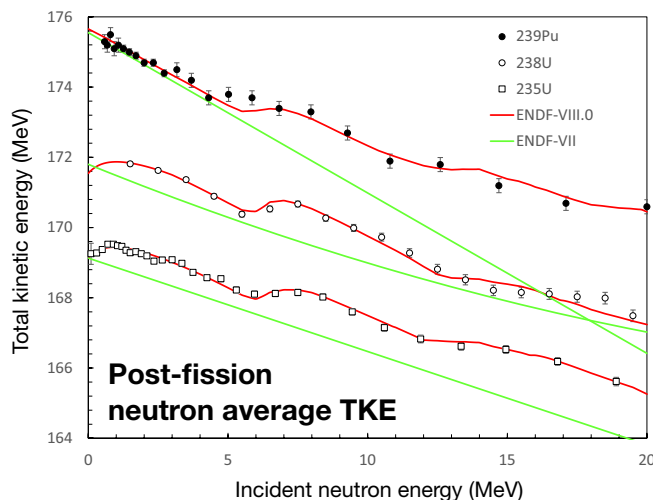 176
174
172
170
168
166
164
Total kinetic energy (MeV)
239Pu
238U
235U
ENDF-VIII.0
ENDF-VII
Post-fission
neutron average TKE
0
5
10
15
20
Incident neutron energy (MeV)